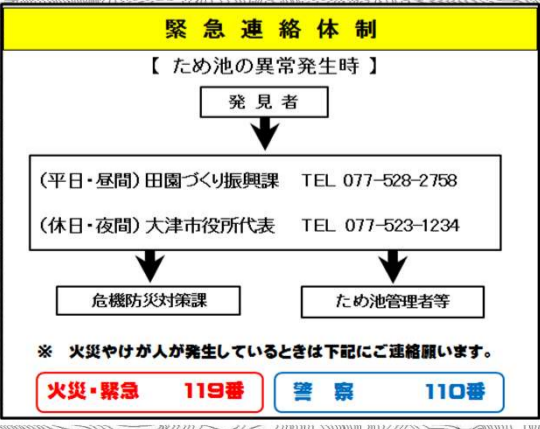 緊急連絡体制
【 ため池の異常発生時 】
発見者
(平日・昼間) 田園づくり振興課 TEL 077-528-2758
(休日・夜間) 大津市役所代表 TEL 077-523-1234
危機防災対策課 ため池管理者等
※ 火災やけが人が発生しているときは下記にご連絡願います。
火災・緊急 119番 警察 110番